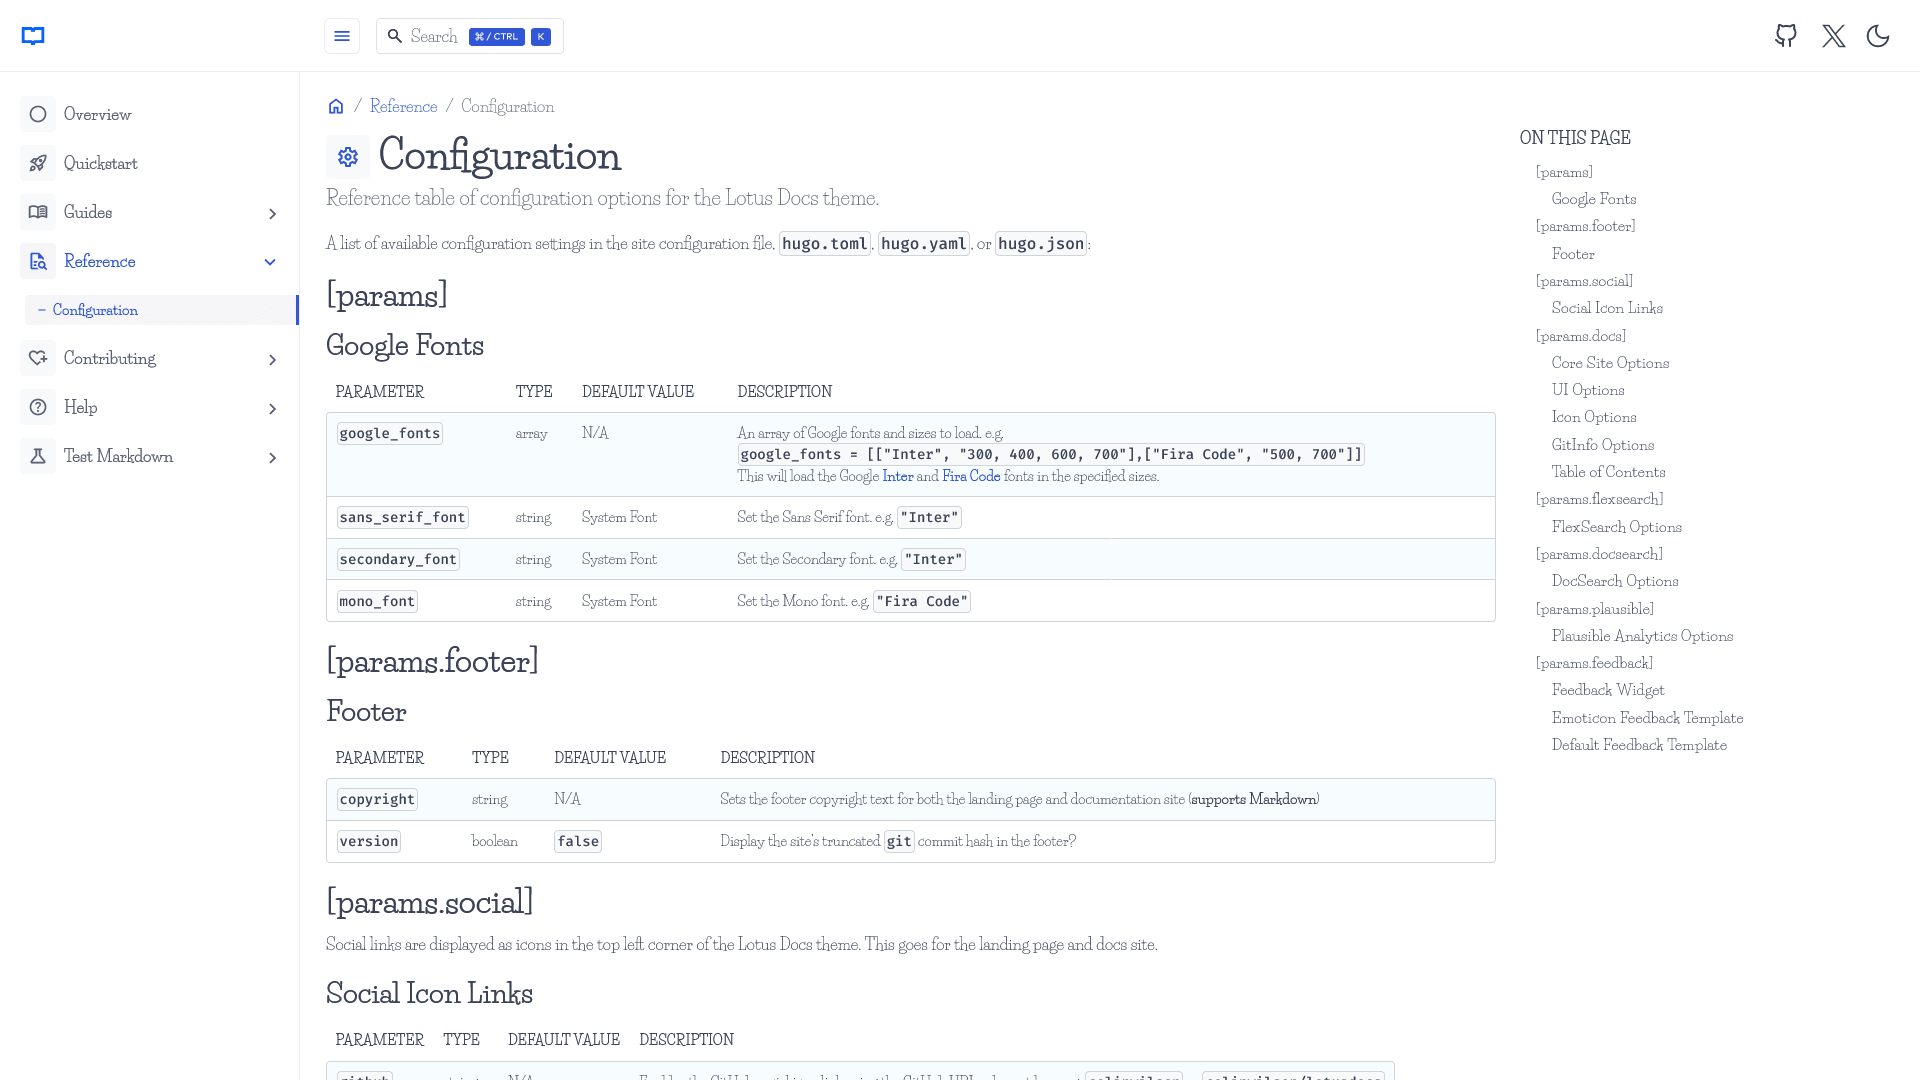 Search ⌘ / CTRL K
Overview
Quickstart
Guides
Reference
– Configuration
Contributing
Help
Test Markdown
/ Reference / Configuration
Configuration
Reference table of configuration options for the Lotus Docs theme.
A list of available configuration settings in the site configuration file, hugo.toml, hugo.yaml, or hugo.json:
[params]
Google Fonts
PARAMETER TYPE DEFAULT VALUE DESCRIPTION
google_fonts array N/A An array of Google fonts and sizes to load. e.g.
google_fonts = [["Inter", "300, 400, 600, 700"],["Fira Code", "500, 700"]]
This will load the Google Inter and Fira Code fonts in the specified sizes.
sans_serif_font string System Font Set the Sans Serif font. e.g. "Inter"
secondary_font string System Font Set the Secondary font. e.g. "Inter"
mono_font string System Font Set the Mono font. e.g. "Fira Code"
[params.footer]
Footer
PARAMETER TYPE DEFAULT VALUE DESCRIPTION
copyright string N/A Sets the footer copyright text for both the landing page and documentation site (supports Markdown)
version boolean false Display the site's truncated git commit hash in the footer?
[params.social]
Social links are displayed as icons in the top left corner of the Lotus Docs theme. This goes for the landing page and docs site.
Social Icon Links
PARAMETER TYPE DEFAULT VALUE DESCRIPTION
ON THIS PAGE
[params]
Google Fonts
[params.footer]
Footer
[params.social]
Social Icon Links
[params.docs]
Core Site Options
UI Options
Icon Options
GitInfo Options
Table of Contents
[params.flexsearch]
FlexSearch Options
[params.docsearch]
DocSearch Options
[params.plausible]
Plausible Analytics Options
[params.feedback]
Feedback Widget
Emoticon Feedback Template
Default Feedback Template